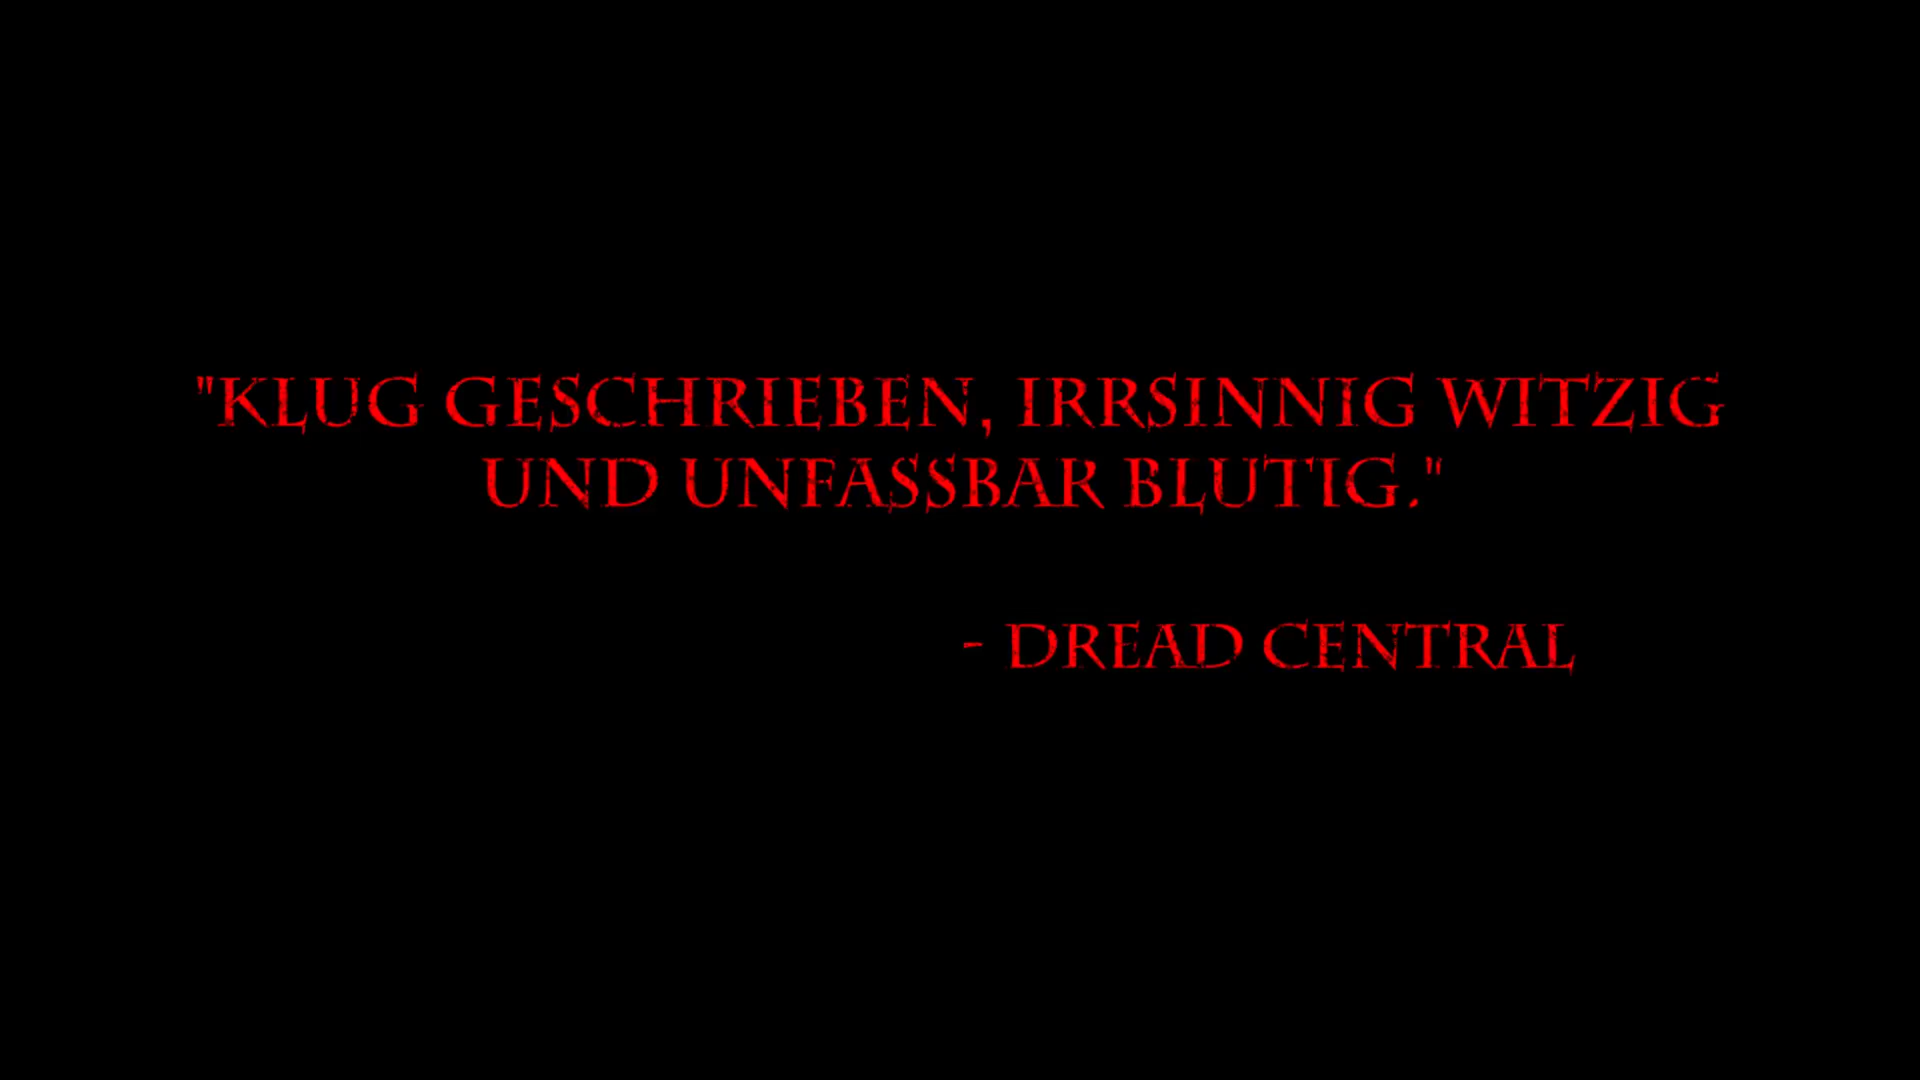 "KLUG GESCHRIEBEN, IRRSINNIG WITZIG
UND UNFASSBAR BLUTIG."
- DREAD CENTRAL